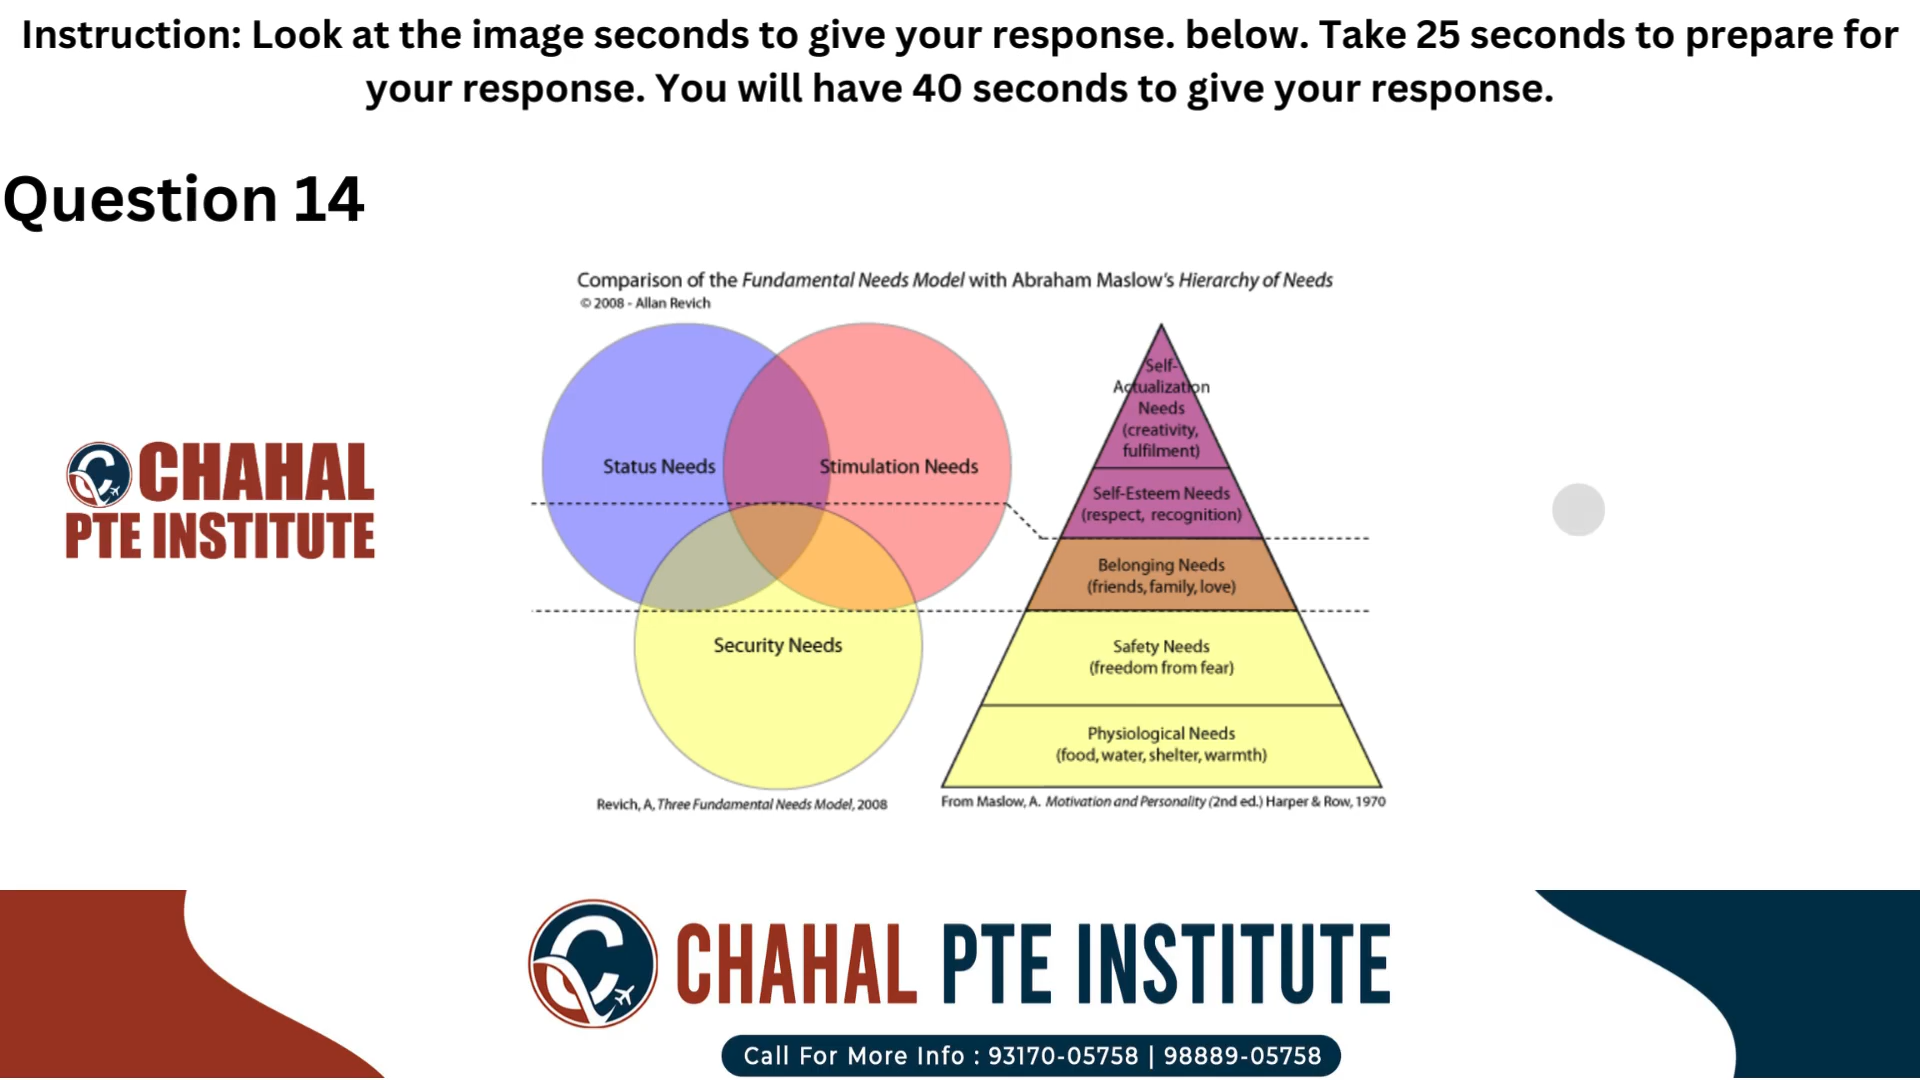 Instruction: Look at the image seconds to give your response. below. Take 25 seconds to prepare for
your response. You will have 40 seconds to give your response.
Question 14
Comparison of the Fundamental Needs Model with Abraham Maslow's Hierarchy of Needs
© 2008 - Allan Revich
Status Needs
Stimulation Needs
Security Needs
Self-
Actualization
Needs
(creativity,
fulfilment)
Self-Esteem Needs
(respect, recognition)
Belonging Needs
(friends, family, love)
Safety Needs
(freedom from fear)
Physiological Needs
(food, water, shelter, warmth)
Revich, A, Three Fundamental Needs Model, 2008
From Maslow, A. Motivation and Personality (2nd ed.) Harper & Row, 1970
CHAHAL
PTE INSTITUTE
CHAHAL PTE INSTITUTE
Call For More Info : 93170-05758 | 98889-05758